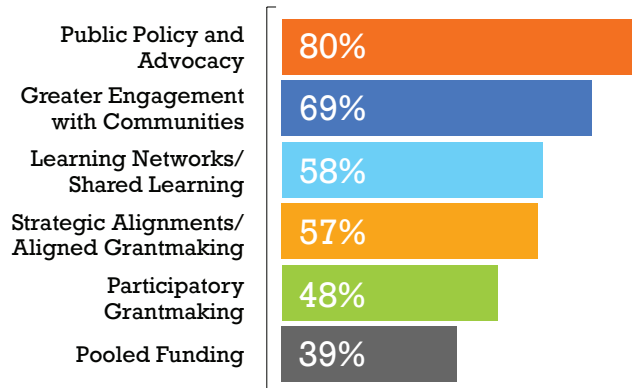 Public Policy and
Advocacy
80%
Greater Engagement
with Communities
69%
Learning Networks/
Shared Learning
58%
Strategic Alignments/
Aligned Grantmaking
57%
Participatory
Grantmaking
48%
Pooled Funding
39%